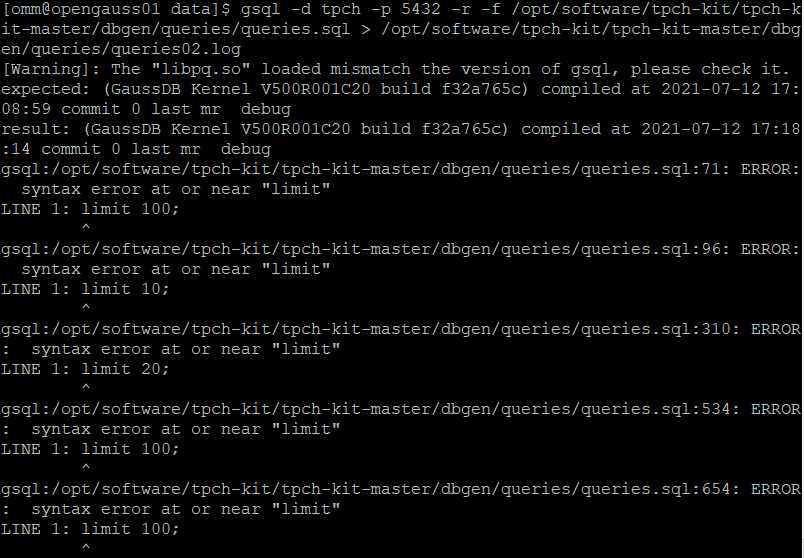 [omm@opengauss01 data]$ gsql -d tpch -p 5432 -r -f /opt/software/tpch-kit/tpch-k
it-master/dbgen/queries/queries.sql > /opt/software/tpch-kit/tpch-kit-master/dbg
en/queries/queries02.log
[Warning]: The "libpq.so" loaded mismatch the version of gsql, please check it.
expected: (GaussDB Kernel V500R001C20 build f32a765c) compiled at 2021-07-12 17:
08:59 commit 0 last mr  debug
result: (GaussDB Kernel V500R001C20 build f32a765c) compiled at 2021-07-12 17:18
:14 commit 0 last mr  debug
gsql:/opt/software/tpch-kit/tpch-kit-master/dbgen/queries/queries.sql:71: ERROR:
  syntax error at or near "limit"
LINE 1: limit 100;
        ^
gsql:/opt/software/tpch-kit/tpch-kit-master/dbgen/queries/queries.sql:96: ERROR:
  syntax error at or near "limit"
LINE 1: limit 10;
        ^
gsql:/opt/software/tpch-kit/tpch-kit-master/dbgen/queries/queries.sql:310: ERROR
:  syntax error at or near "limit"
LINE 1: limit 20;
        ^
gsql:/opt/software/tpch-kit/tpch-kit-master/dbgen/queries/queries.sql:534: ERROR
:  syntax error at or near "limit"
LINE 1: limit 100;
        ^
gsql:/opt/software/tpch-kit/tpch-kit-master/dbgen/queries/queries.sql:654: ERROR
:  syntax error at or near "limit"
LINE 1: limit 100;
        ^